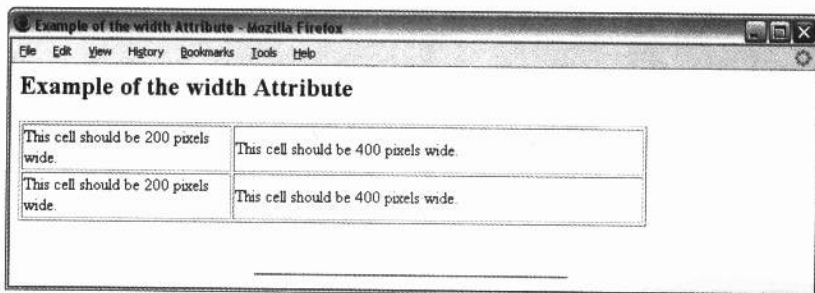 Example of the width Attribute - Mozilla Firefox
File Edit View History Bookmarks Tools Help
Example of the width Attribute
This cell should be 200 pixels
wide.
This cell should be 400 pixels wide.
This cell should be 200 pixels
wide.
This cell should be 400 pixels wide.